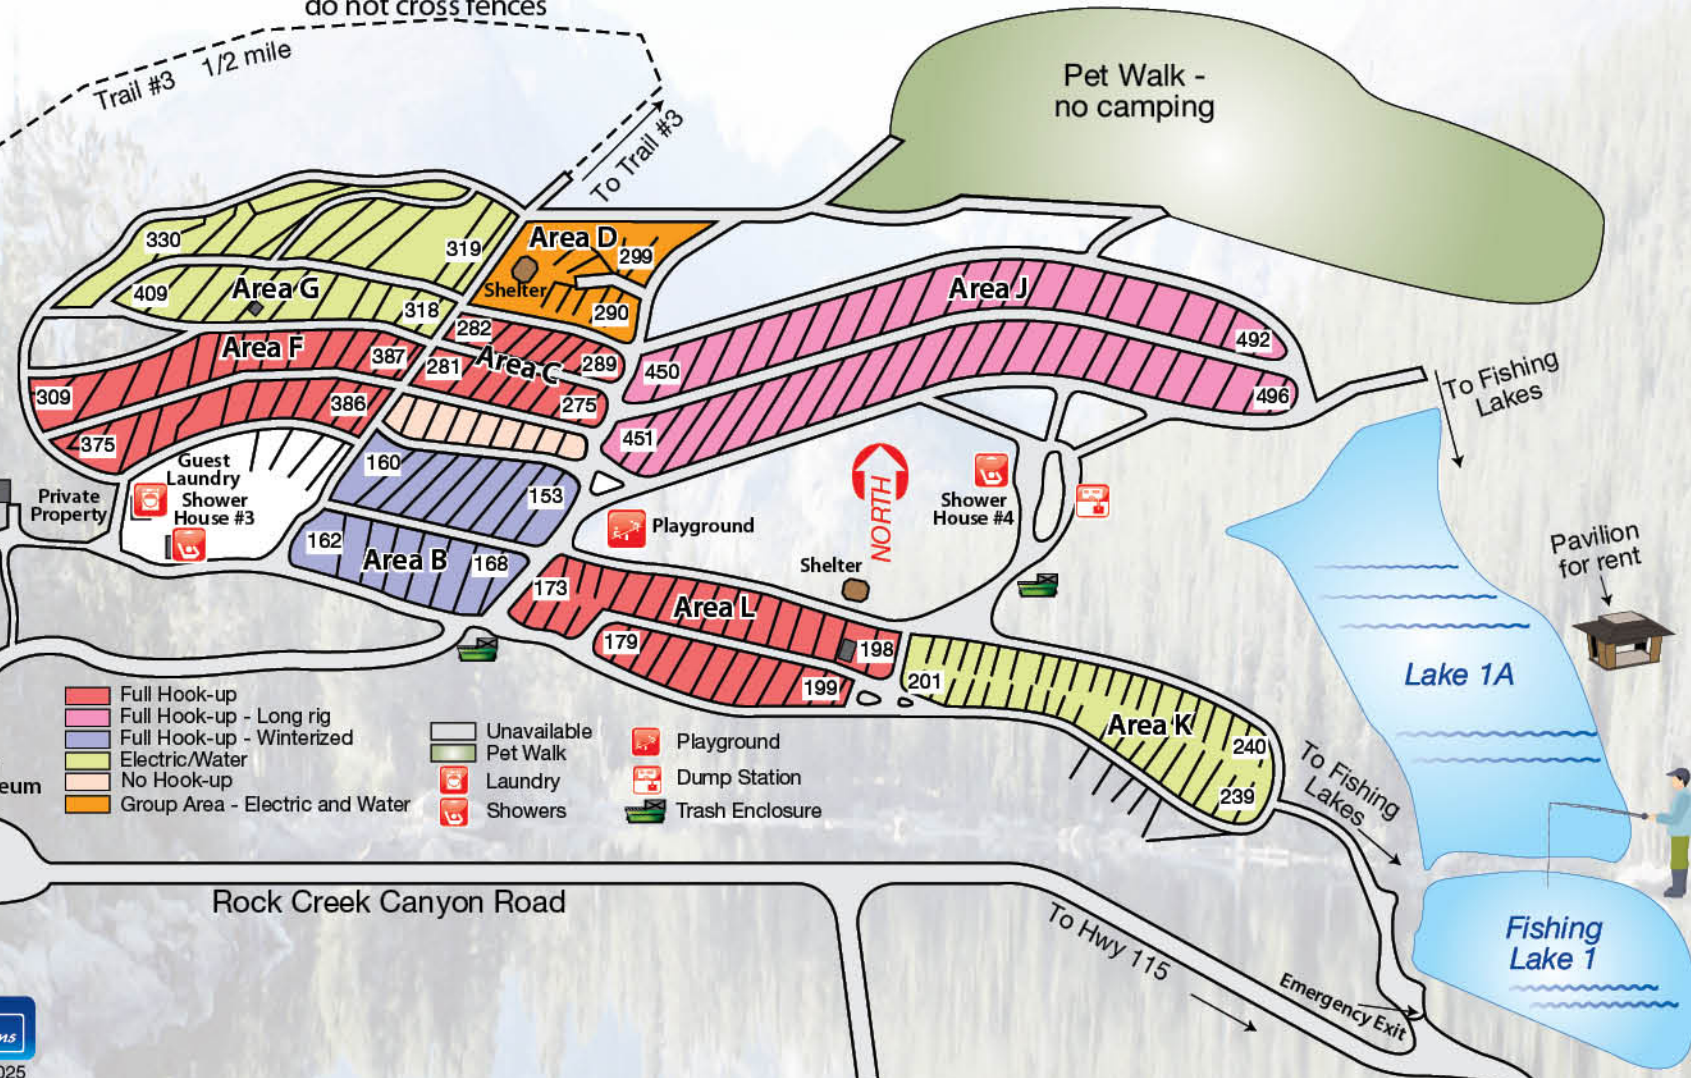 do not cross fences
Trail #3 1/2 mile
To Trail #3
Pet Walk -
no camping
330
319
409
Area G
318
Area D
299
Shelter
290
282
Area F
387
281
Area C
289
275
309
386
375
Area J
492
450
496
451
To Fishing
Lakes
Guest
Laundry
Shower
House #3
Private
Property
160
153
162
Area B
168
Playground
NORTH
Shower
House #4
Shelter
173
Area L
179
198
199
201
Area K
240
239
Pavilion
for rent
Lake 1A
To Fishing
Lakes
Fishing
Lake 1
Full Hook-up
Full Hook-up - Long rig
Full Hook-up - Winterized
Electric/Water
No Hook-up
Group Area - Electric and Water
Unavailable
Pet Walk
Laundry
Showers
Playground
Dump Station
Trash Enclosure
eum
Rock Creek Canyon Road
To Hwy 115
Emergency Exit
ns
025